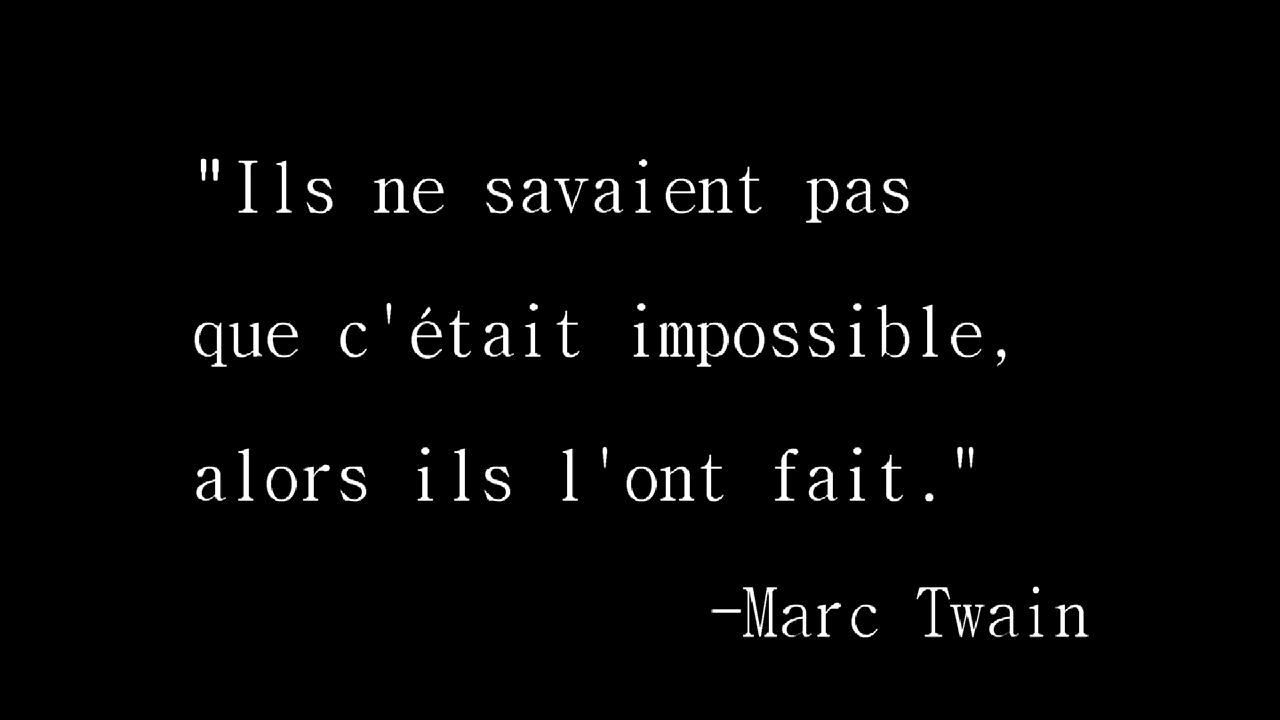 "Ils ne savaient pas
que c'était impossible,
alors ils l'ont fait."
-Marc Twain